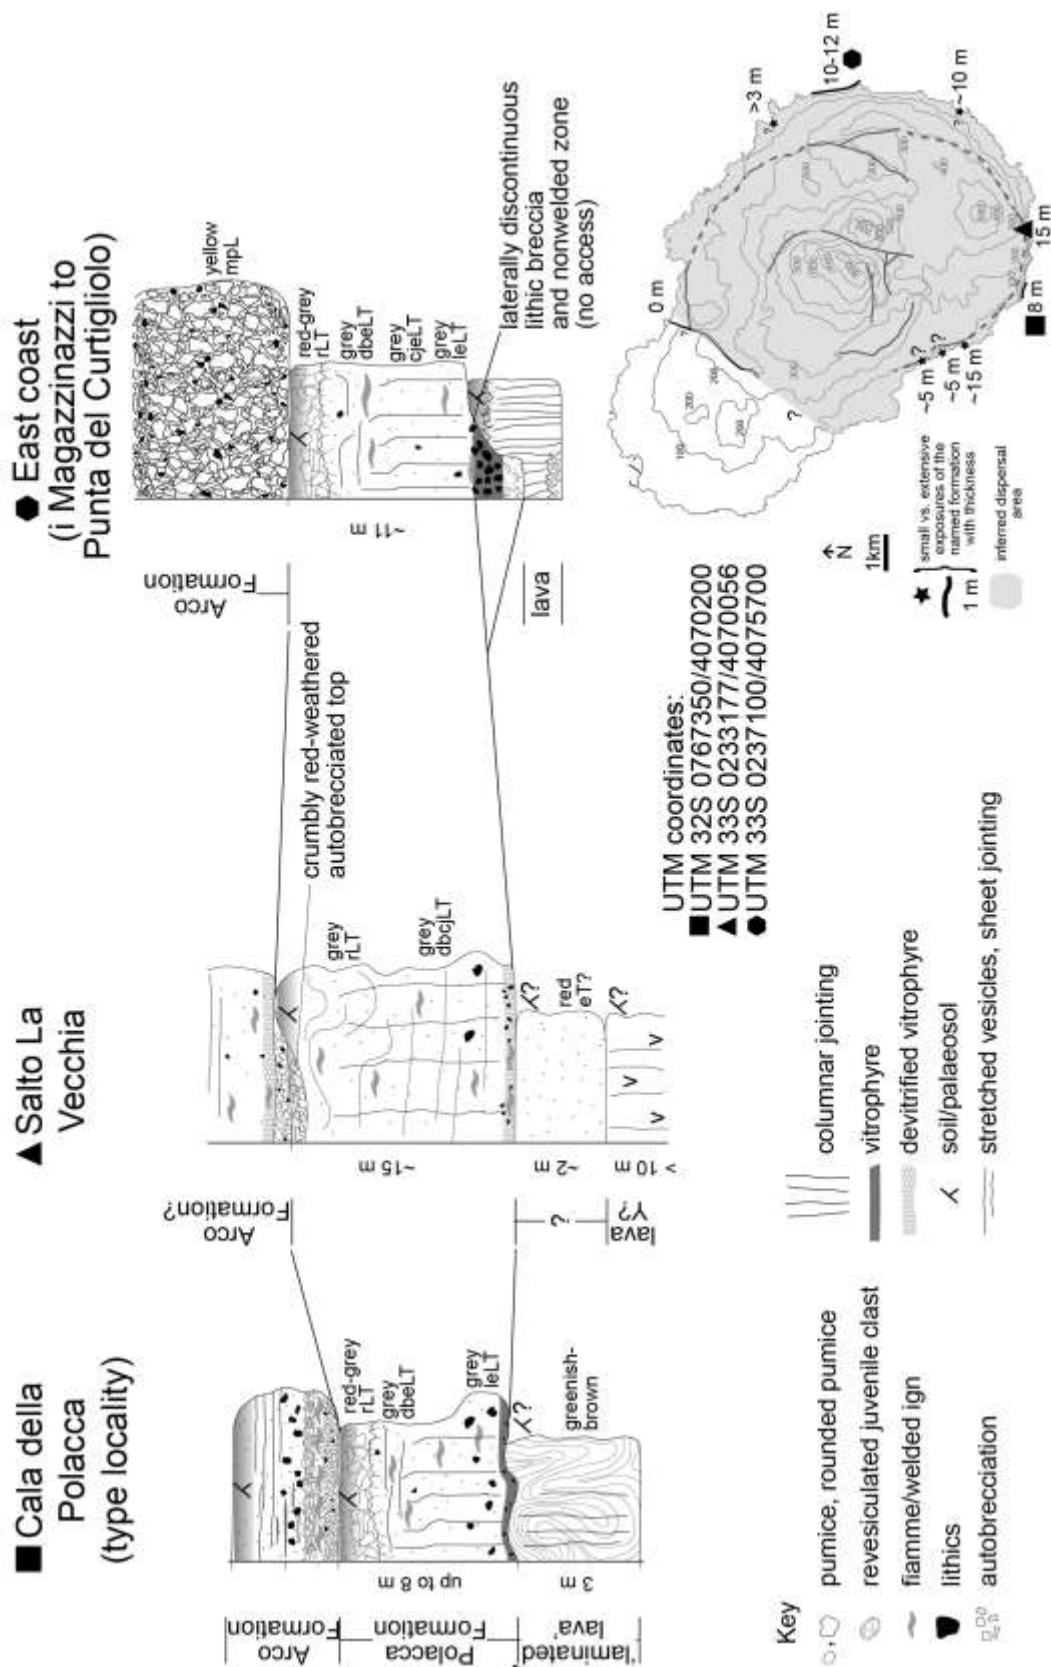 ■ Cala della
Polacca
(type locality)
▲ Salto La
Vecchia
⬢ East coast
(i Magazzinazzi to
Punta del Curtigliolo)
Arco
Formation
Polacca
Formation
'laminated
lava'
up to 8 m
3 m
red-grey
rLT
grey
dbeLT
grey
leLT
?
greenish-
brown
Arco
Formation?
?
lava
Y?
~15 m
~2 m
> 10 m
grey
rLT
grey
dbcjLT
?
red
eT?
?
v
v
v
v
v
crumbly red-weathered
autobrecciated top
Arco
Formation
lava
~11 m
yellow
mpL
red-grey
rLT
grey
dbeLT
grey
cjeLT
grey
leLT
laterally discontinuous
lithic breccia
and nonwelded zone
(no access)
Key
pumice, rounded pumice
revesiculated juvenile clast
fiamme/welded ign
lithics
autobrecciation
columnar jointing
vitrophyre
devitrified vitrophyre
soil/palaeosol
stretched vesicles, sheet jointing
UTM coordinates:
■UTM 32S 0767350/4070200
▲UTM 33S 0233177/4070056
⬢UTM 33S 0237100/4075700
N
1km
small vs. extensive
exposures of the
named formation
with thickness
1 m
inferred dispersal
area
0 m
>3 m
?
10-12 m
~10 m
?
15 m
8 m
~15 m
~5 m ?
~5 m ?
?
100
200
200
200
300